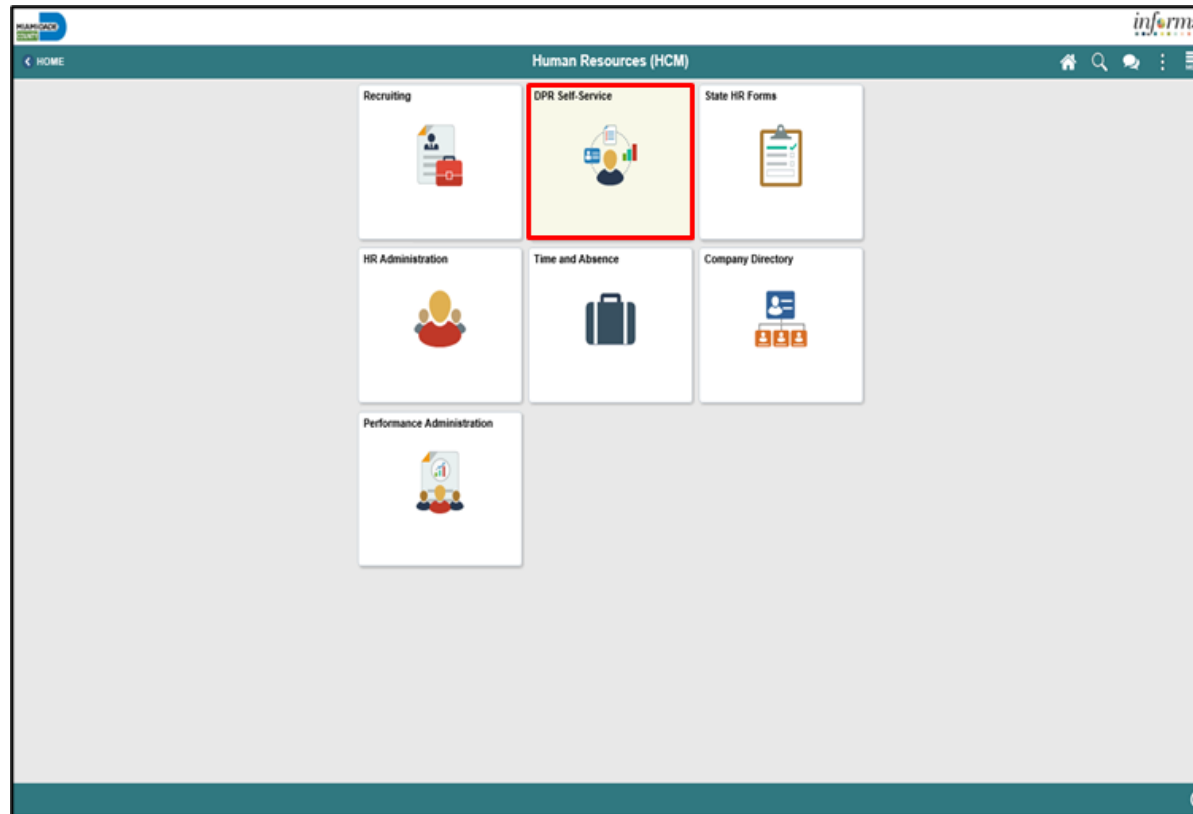 MIAMI-DADE
COUNTY
inform
HOME
Human Resources (HCM)
Recruiting
DPR Self-Service
State HR Forms
HR Administration
Time and Absence
Company Directory
Performance Administration